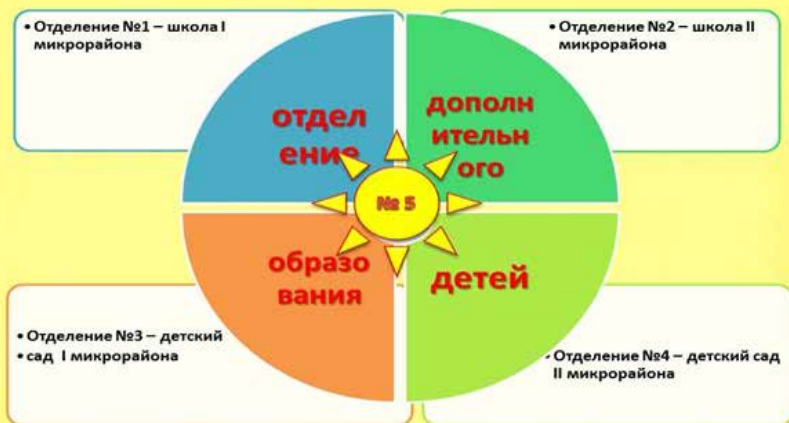 • Отделение №1 – школа I
микрорайона
• Отделение №2 – школа II
микрорайона
отдел
ение
дополн
ительн
ого
№ 5
образо
вания
детей
• Отделение №3 – детский
• сад I микрорайона
• Отделение №4 – детский сад
II микрорайона